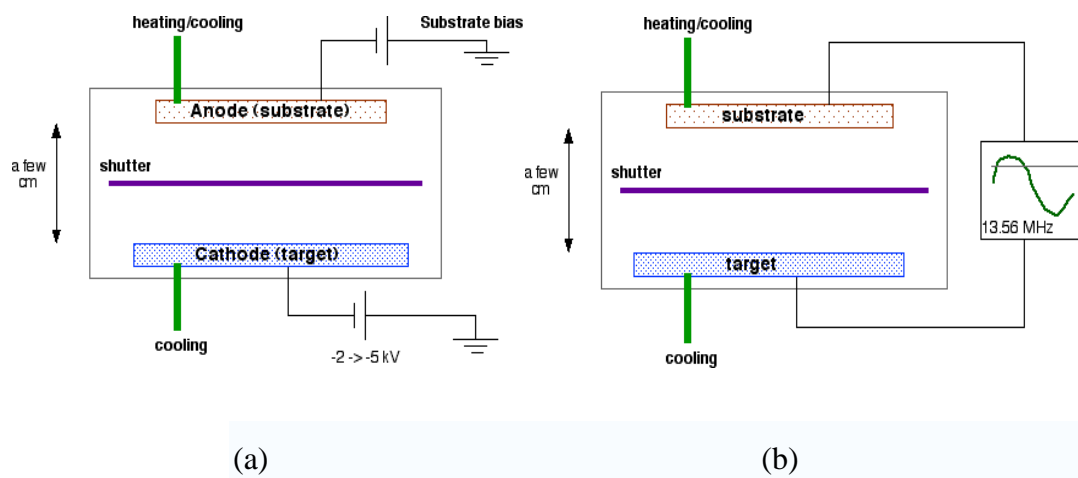 heating/cooling
Substrate bias
Anode (substrate)
a few
cm
shutter
Cathode (target)
cooling
-2 -> -5 kV
(a)
heating/cooling
substrate
a few
cm
shutter
13.56 MHz
target
cooling
(b)